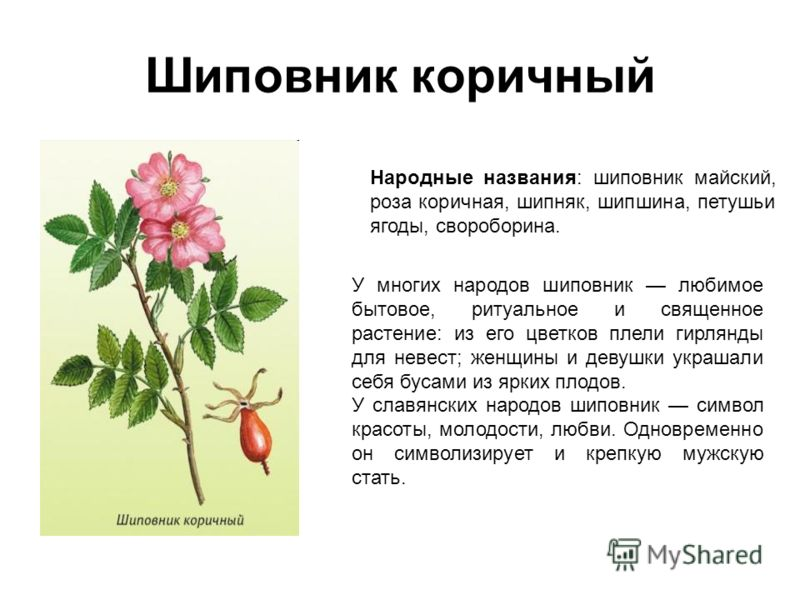 Шиповник коричный
Народные названия: шиповник майский,
роза коричная, шипняк, шипшина, петушьи
ягоды, свороборина.
У многих народов шиповник — любимое
бытовое, ритуальное и священное
растение: из его цветков плели гирлянды
для невест; женщины и девушки украшали
себя бусами из ярких плодов.
У славянских народов шиповник — символ
красоты, молодости, любви. Одновременно
он символизирует и крепкую мужскую
стать.
Шиповник коричный
MyShared